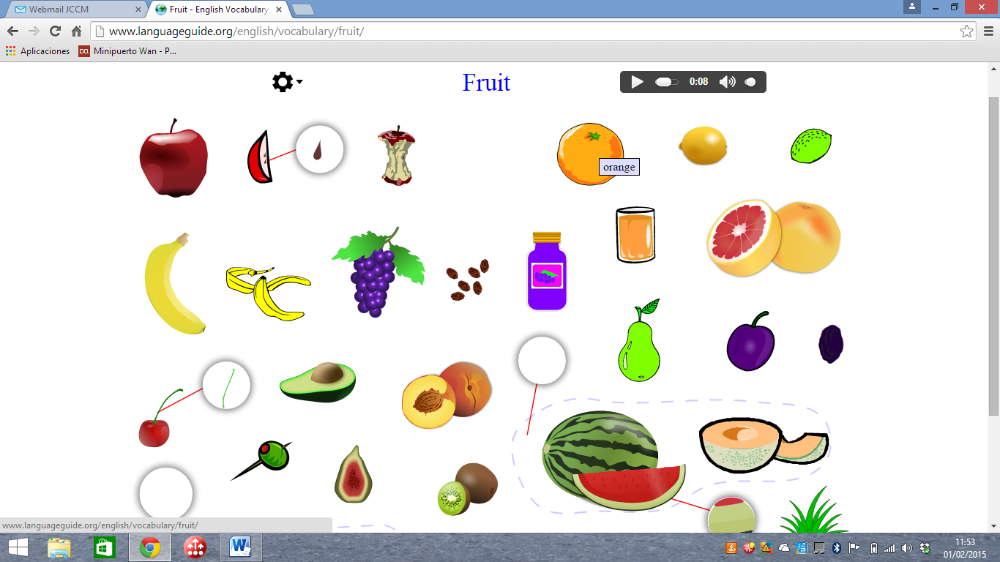 Webmail JCCM
Fruit - English Vocabulary
www.languageguide.org/english/vocabulary/fruit/
Aplicaciones
Minipuerto Wan - P...
Fruit
0:08
orange
www.languageguide.org/english/vocabulary/fruit/
11:53
01/02/2015